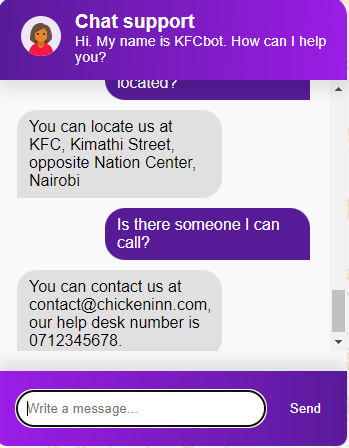 Chat support
Hi. My name is KFCbot. How can I help
you?
located?
You can locate us at
KFC, Kimathi Street,
opposite Nation Center,
Nairobi
Is there someone I can
call?
You can contact us at
contact@chickeninn.com,
our help desk number is
0712345678.
Write a message...
Send